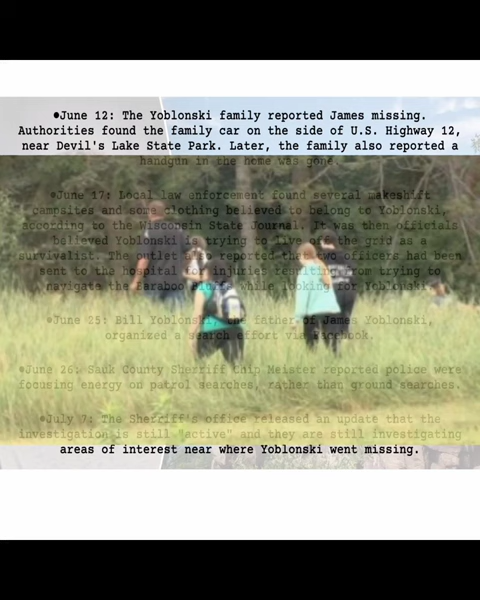 ●June 12: The Yoblonski family reported James missing.
Authorities found the family car on the side of U.S. Highway 12,
near Devil's Lake State Park. Later, the family also reported a
handgun in the home was gone.
●June 17: Local law enforcement found several makeshift
campsites and some clothing believed to belong to Yoblonski,
according to the Wisconsin State Journal. It was then officials
believed Yoblonski is trying to live off the grid as a
survivalist. The outlet also reported that two officers had been
sent to the hospital for injuries resulting from trying to
navigate the Baraboo while looking for Yoblonski.
●June 25: Bill Yoblonski, the father of James Yoblonski,
organized a search effort via Facebook.
●June 26: Sauk County Sherriff Chip Meister reported police were
focusing energy on patrol searches, rather than ground searches.
●July 7: The Sherriff's office released an update that the
investigation is still "active" and they are still investigating
areas of interest near where Yoblonski went missing.